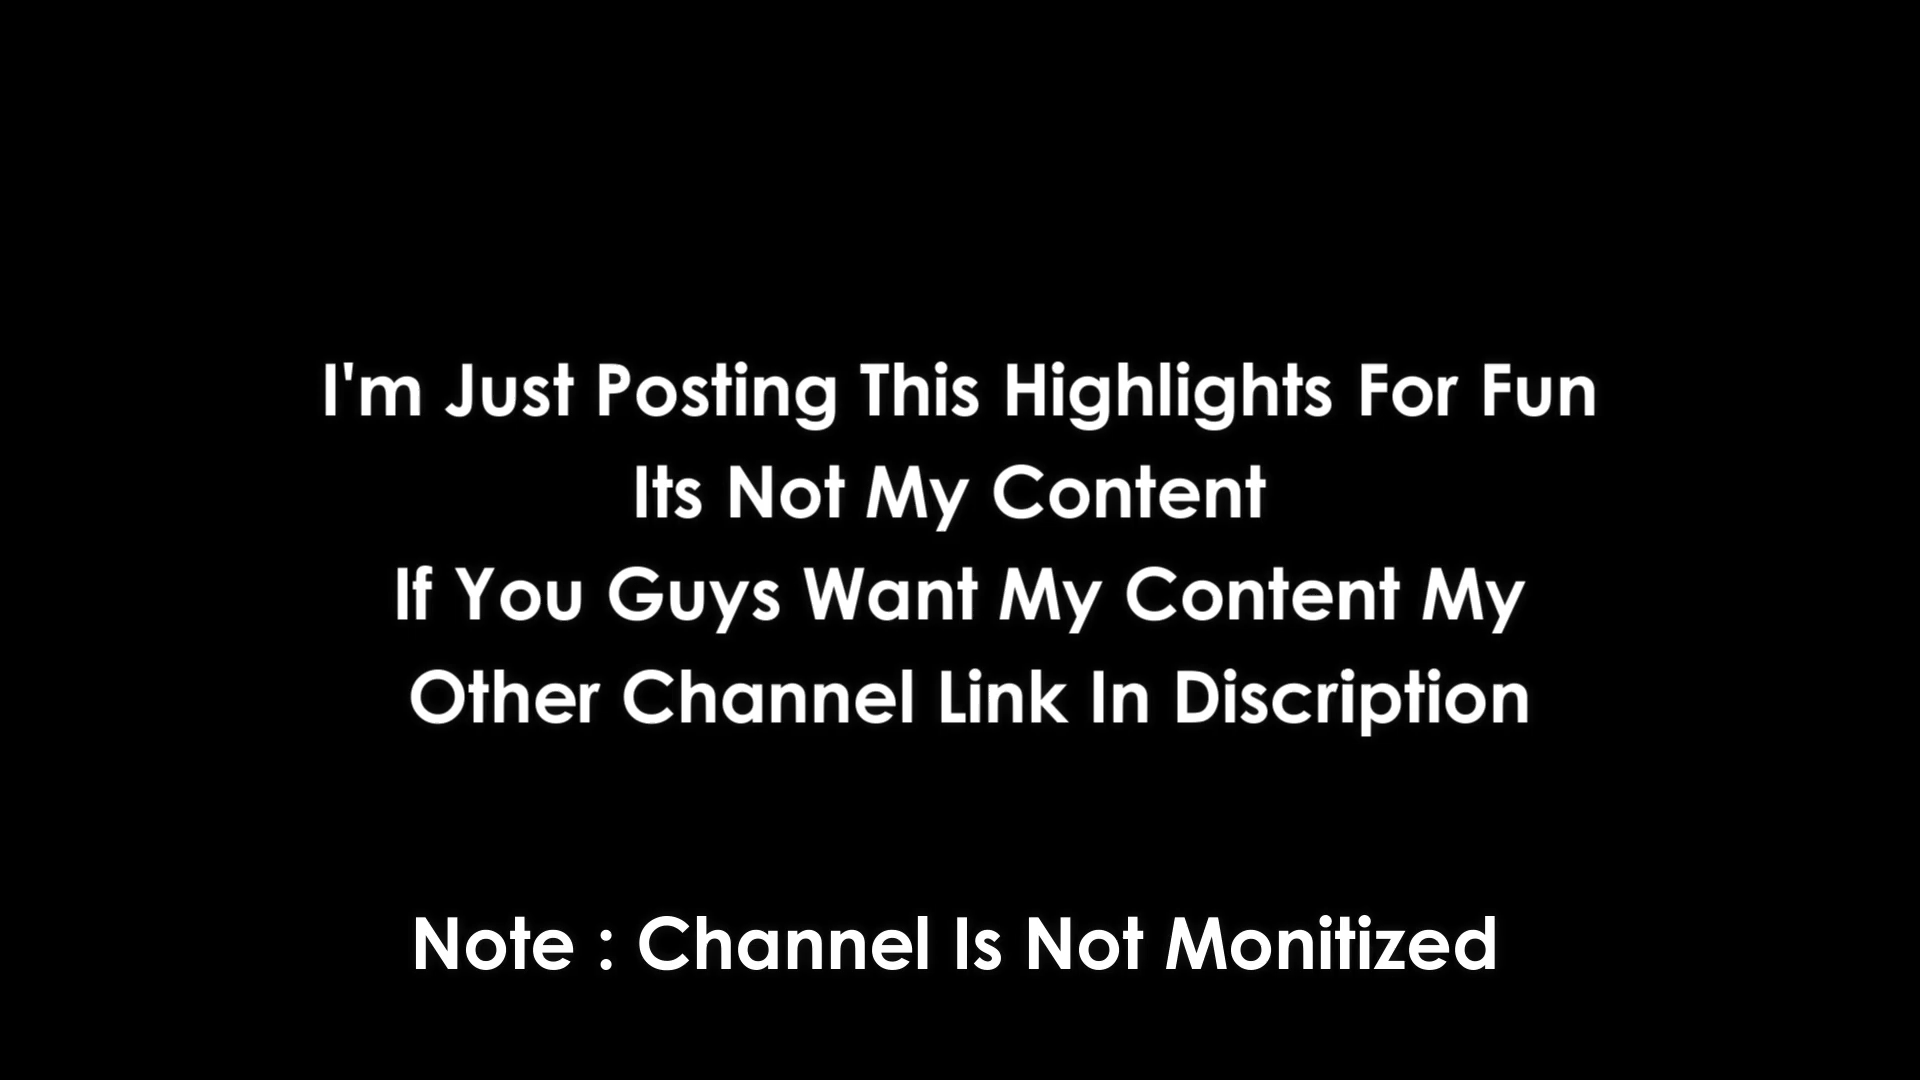 I'm Just Posting This Highlights For Fun
Its Not My Content
If You Guys Want My Content My
Other Channel Link In Discription
Note : Channel Is Not Monitized